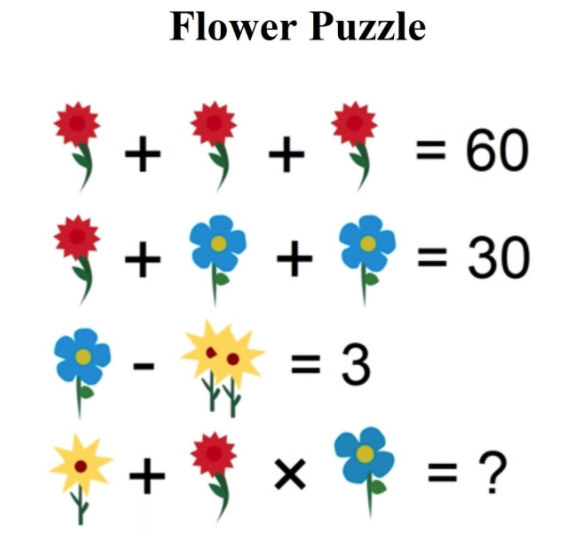 Flower Puzzle
+ + = 60
+ + = 30
- = 3
+ × = ?